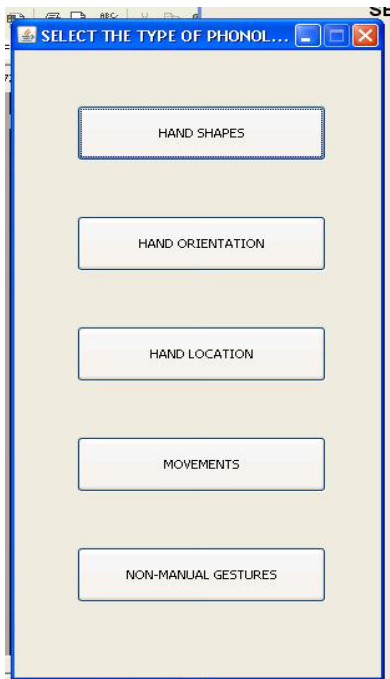 SELECT THE TYPE OF PHONOL...
HAND SHAPES
HAND ORIENTATION
HAND LOCATION
MOVEMENTS
NON-MANUAL GESTURES